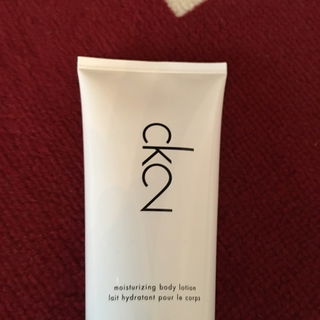 ck2
moisturizing body lotion
lait hydratant pour le corps